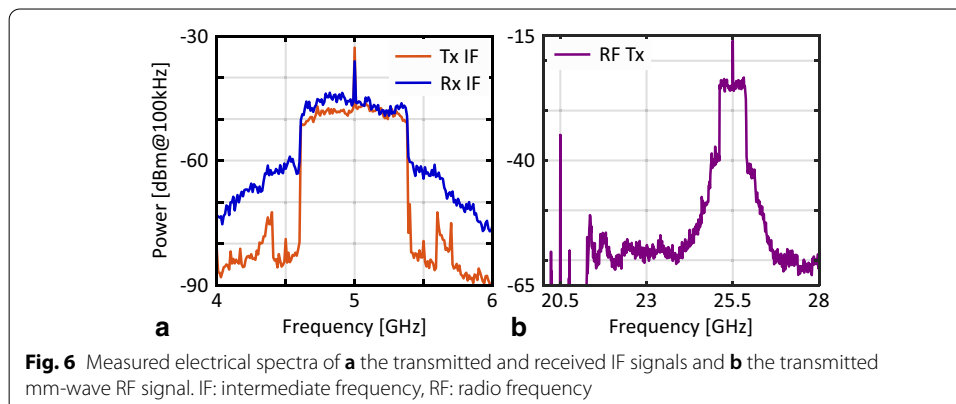 -30
-60
-90
Power [dBm@100kHz]
Tx IF
Rx IF
4
5
6
Frequency [GHz]
a
-15
-40
-65
RF Tx
20.5
23
25.5
28
Frequency [GHz]
b
Fig. 6 Measured electrical spectra of a the transmitted and received IF signals and b the transmitted
mm-wave RF signal. IF: intermediate frequency, RF: radio frequency